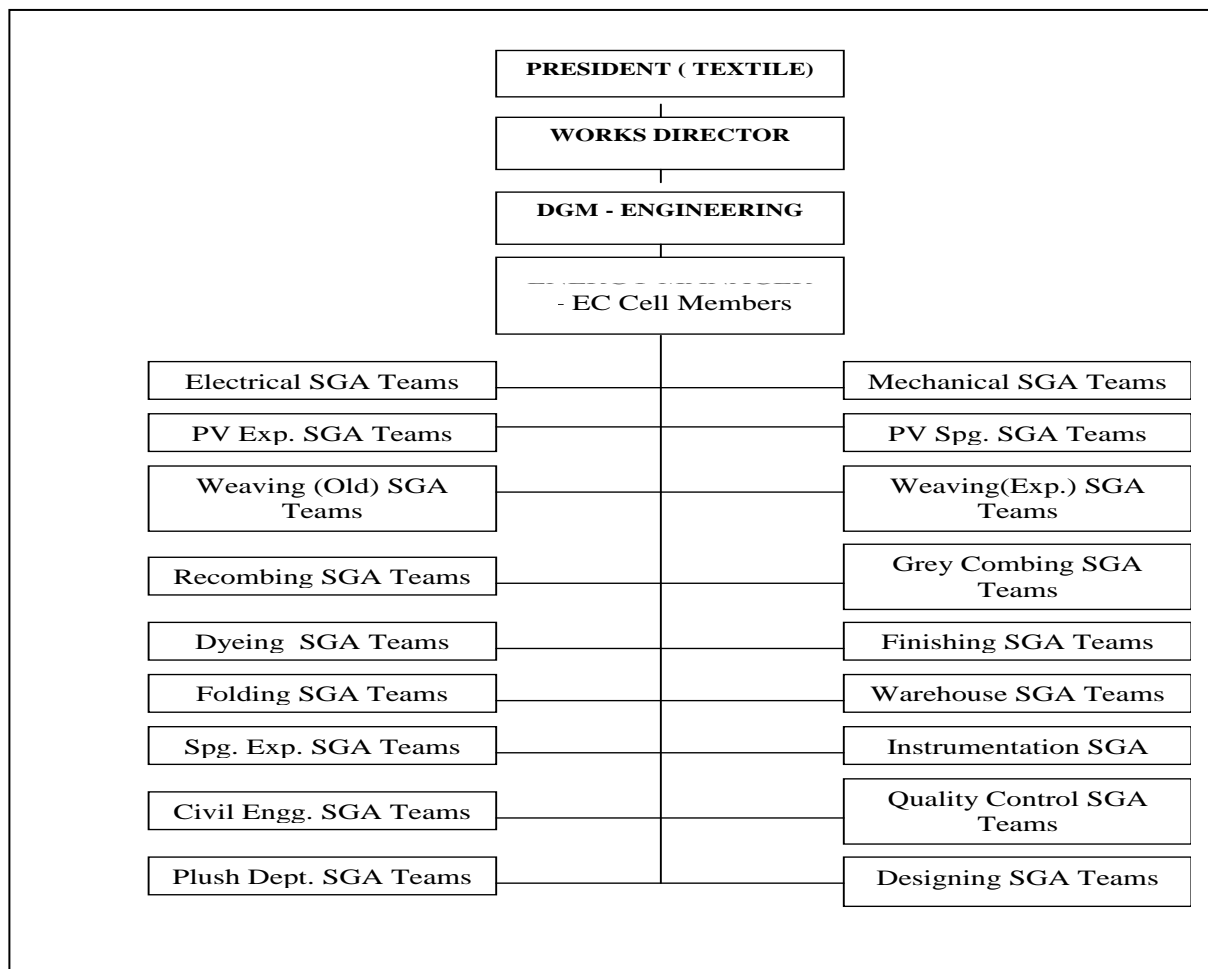 PRESIDENT ( TEXTILE)
WORKS DIRECTOR
DGM - ENGINEERING
- EC Cell Members
Electrical SGA Teams
Mechanical SGA Teams
PV Exp. SGA Teams
PV Spg. SGA Teams
Weaving (Old) SGA
Teams
Weaving(Exp.) SGA
Teams
Recombing SGA Teams
Grey Combing SGA
Teams
Dyeing SGA Teams
Finishing SGA Teams
Folding SGA Teams
Warehouse SGA Teams
Spg. Exp. SGA Teams
Instrumentation SGA
Civil Engg. SGA Teams
Quality Control SGA
Teams
Plush Dept. SGA Teams
Designing SGA Teams